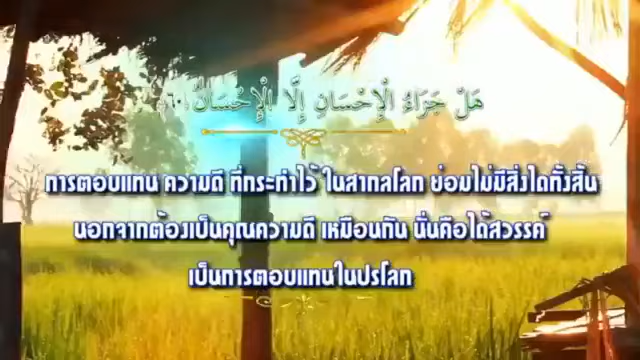 هَلْ جَزَاءُ الْإِحْسَانِ إِلَّا الْإِحْسَانُ ﴿٦٠﴾
การตอบแทน ความดี ที่กระทำไว้ ในสากลโลก ย่อมไม่มีสิ่งใดทั้งสิ้น
นอกจากต้องเป็นคุณความดี เหมือนกัน นั่นคือได้สวรรค์
เป็นการตอบแทนในปรโลก